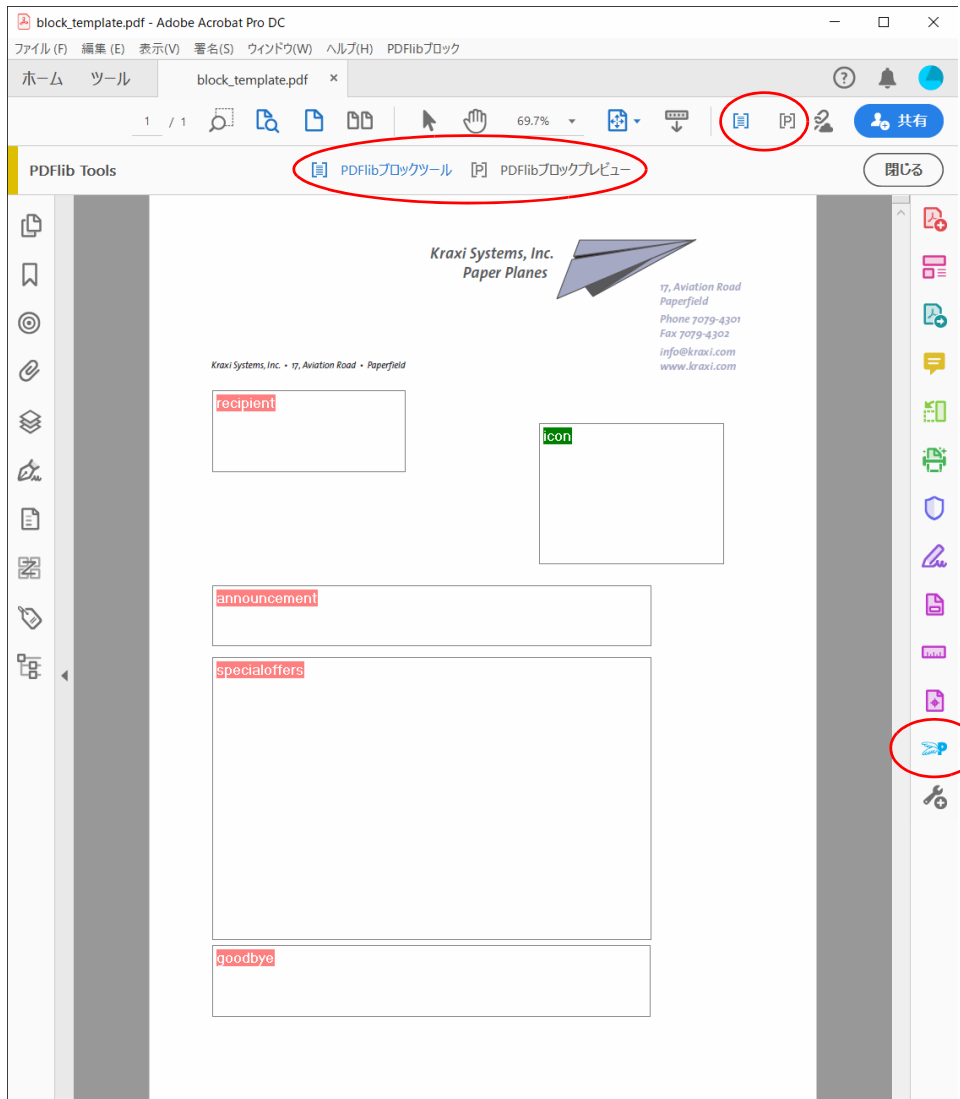 block_template.pdf - Adobe Acrobat Pro DC
ファイル(F) 編集(E) 表示(V) 署名(S) ウィンドウ(W) ヘルプ(H) PDFlibブロック
ホーム ツール block_template.pdf ×
1 / 1 69.7% 共有
PDFlib Tools PDFlibブロックツール [P] PDFlibブロックプレビュー 閉じる
Kraxi Systems, Inc.
Paper Planes
17, Aviation Road
Paperfield
Phone 7079-4301
Fax 7079-4302
info@kraxi.com
www.kraxi.com
Kraxi Systems, Inc. • 17, Aviation Road • Paperfield
recipient
icon
announcement
specialoffers
goodbye